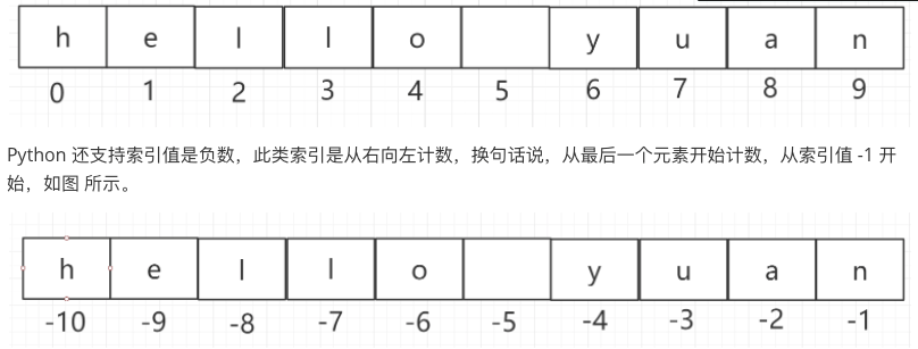 h e l l o y u a n
0 1 2 3 4 5 6 7 8 9
Python 还支持索引值是负数，此类索引是从右向左计数，换句话说，从最后一个元素开始计数，从索引值 -1 开
始，如图 所示。
h e l l o y u a n
-10 -9 -8 -7 -6 -5 -4 -3 -2 -1